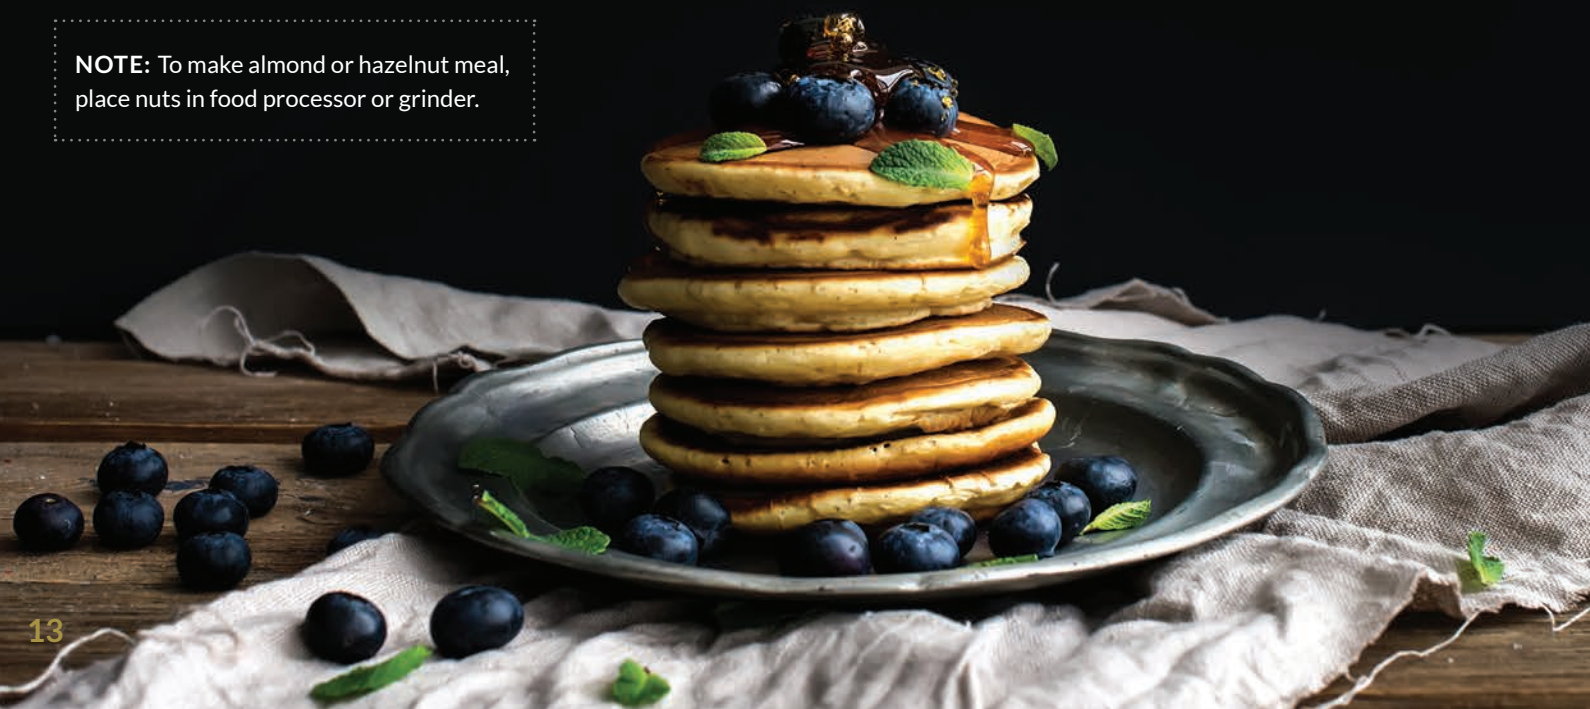 NOTE: To make almond or hazelnut meal,
place nuts in food processor or grinder.
13